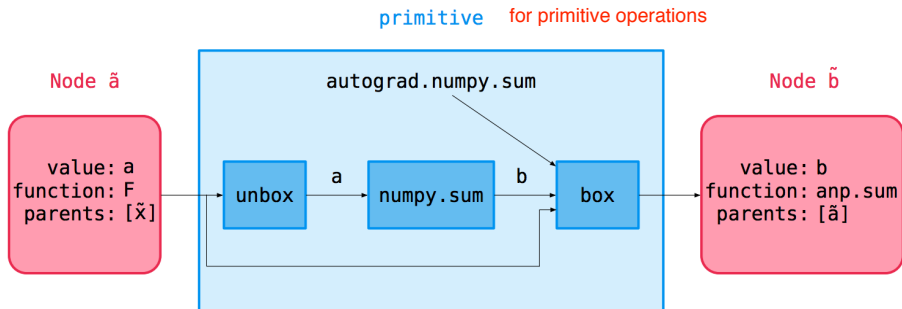 primitive for primitive operations
Node ã
Node b̃
autograd.numpy.sum
value: a
function: F
parents: [x̃]
unbox
a
numpy.sum
b
box
value: b
function: anp.sum
parents: [ã]